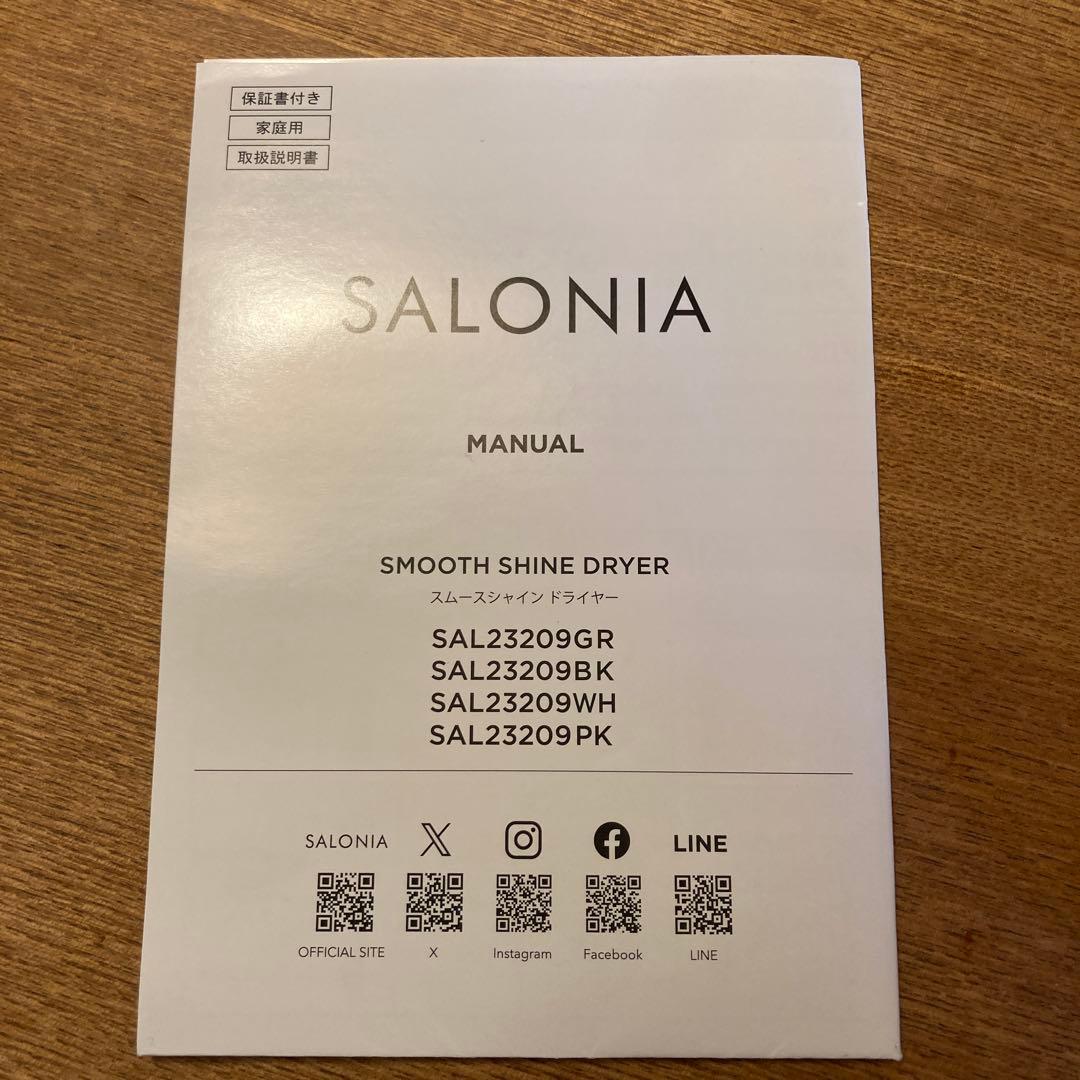 保証書付き
家庭用
取扱説明書
SALONIA
MANUAL
SMOOTH SHINE DRYER
スムースシャイン ドライヤー
SAL23209GR
SAL23209BK
SAL23209WH
SAL23209PK
SALONIA X LINE
OFFICIAL SITE X Instagram Facebook LINE